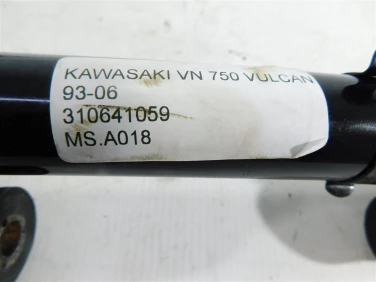 KAWASAKI VN 750 VULCAN
93-06
310641059
MS.A018